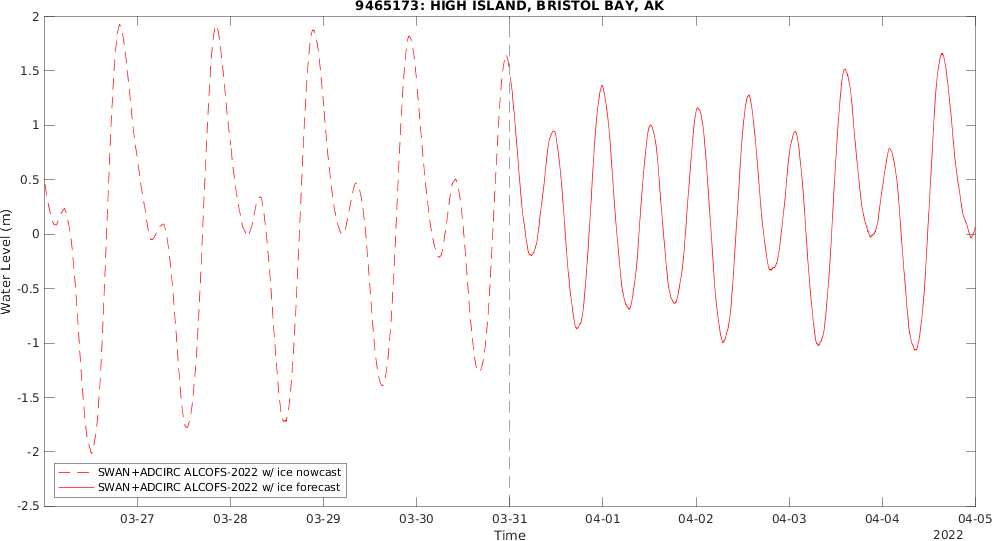 9465173: HIGH ISLAND, BRISTOL BAY, AK
2
1.5
1
0.5
0
-0.5
-1
-1.5
-2
-2.5
Water Level (m)
SWAN+ADCIRC ALCOFS-2022 w/ ice nowcast
SWAN+ADCIRC ALCOFS-2022 w/ ice forecast
03-27 03-28 03-29 03-30 03-31 04-01 04-02 04-03 04-04 04-05
Time
2022